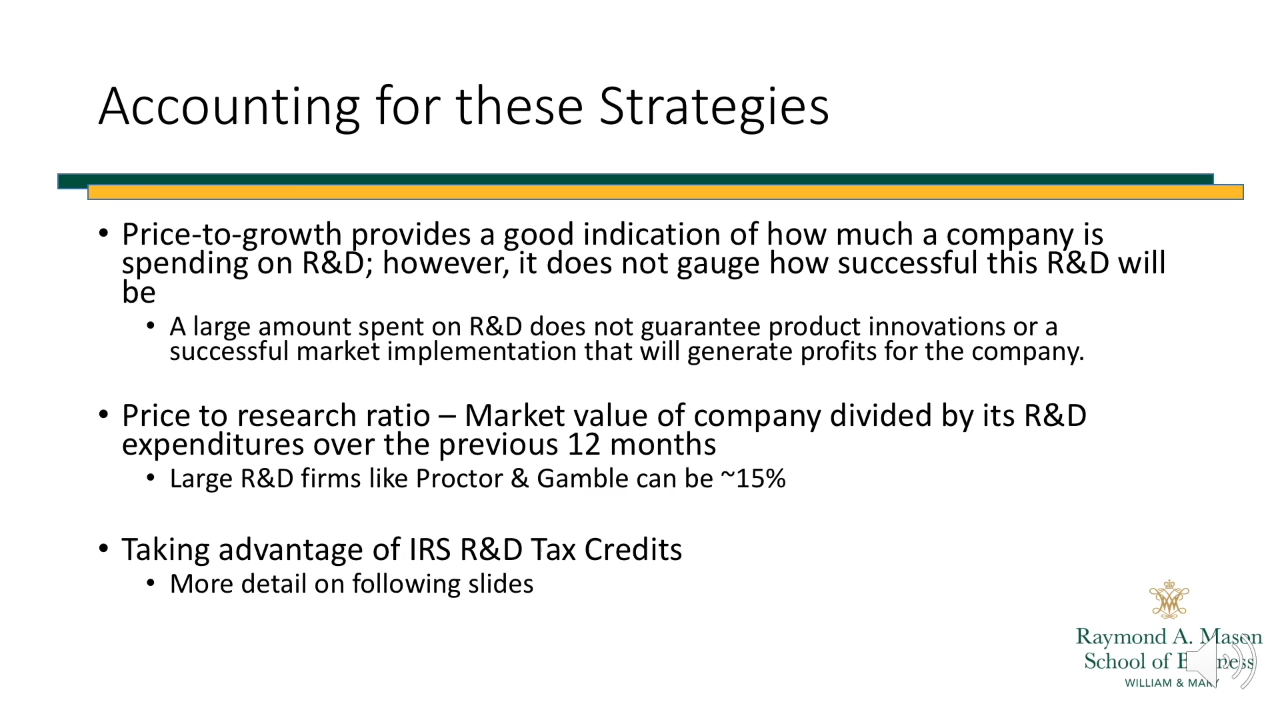 Accounting for these Strategies
• Price-to-growth provides a good indication of how much a company is
spending on R&D; however, it does not gauge how successful this R&D will
be
• A large amount spent on R&D does not guarantee product innovations or a
successful market implementation that will generate profits for the company.
• Price to research ratio – Market value of company divided by its R&D
expenditures over the previous 12 months
• Large R&D firms like Proctor & Gamble can be ~15%
• Taking advantage of IRS R&D Tax Credits
• More detail on following slides
Raymond A. Mason
School of Business
WILLIAM & MARY